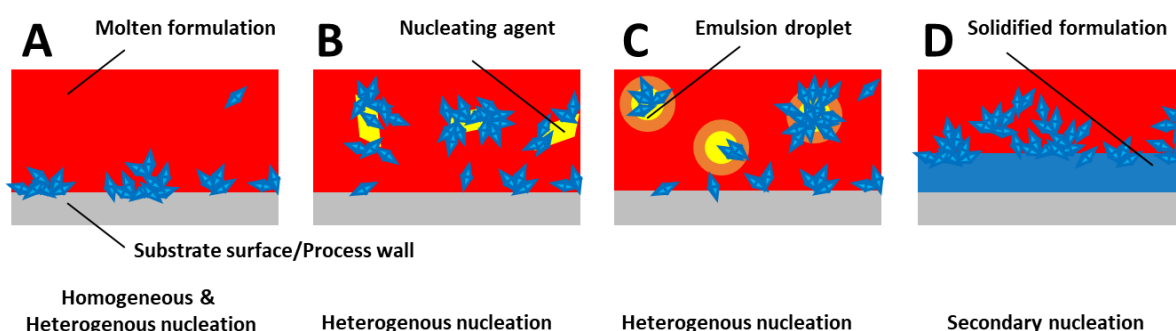 A
Molten formulation
B
Nucleating agent
C
Emulsion droplet
D
Solidified formulation
Substrate surface/Process wall
Homogeneous &
Heterogenous nucleation
Heterogenous nucleation
Heterogenous nucleation
Secondary nucleation